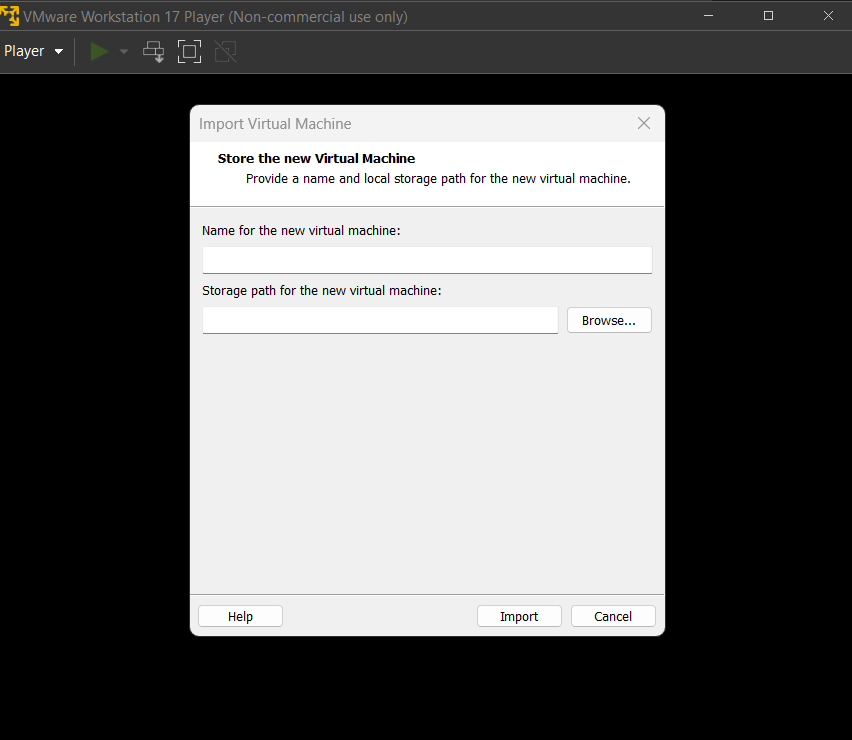 VMware Workstation 17 Player (Non-commercial use only)
Player
Import Virtual Machine
Store the new Virtual Machine
Provide a name and local storage path for the new virtual machine.
Name for the new virtual machine:
Storage path for the new virtual machine:
Browse...
Help
Import
Cancel